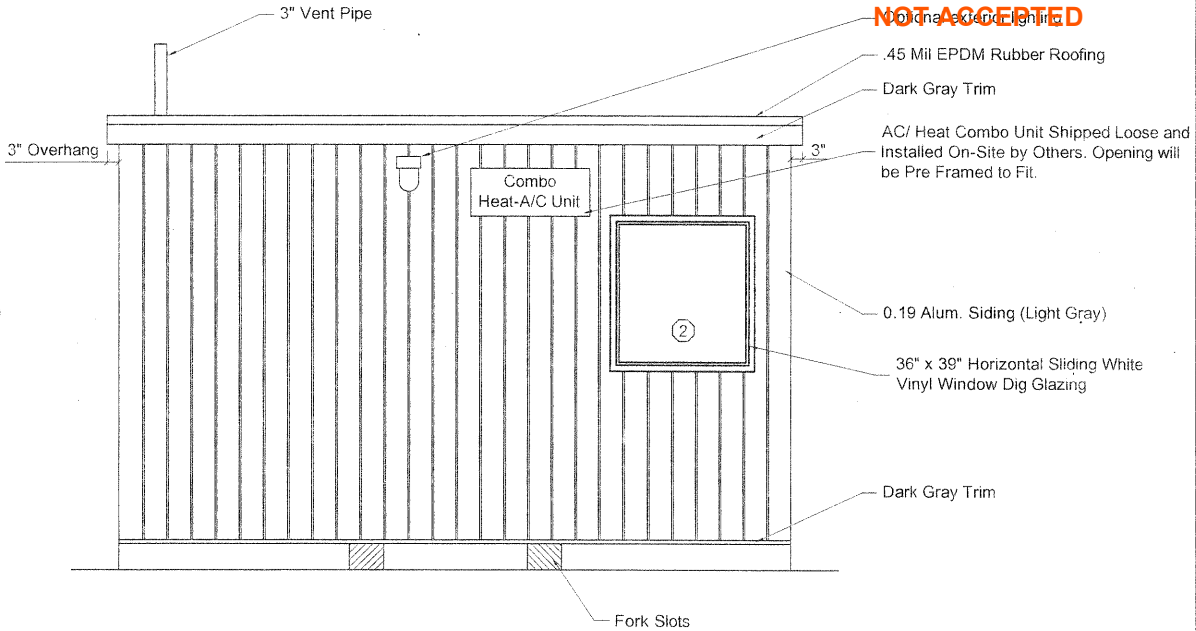 3" Vent Pipe
NOT ACCEPTED
Optional exterior lighting
.45 Mil EPDM Rubber Roofing
Dark Gray Trim
AC/ Heat Combo Unit Shipped Loose and
Installed On-Site by Others. Opening will
be Pre Framed to Fit.
3" Overhang
3"
Combo
Heat-A/C Unit
0.19 Alum. Siding (Light Gray)
2
36" x 39" Horizontal Sliding White
Vinyl Window Dig Glazing
Dark Gray Trim
Fork Slots